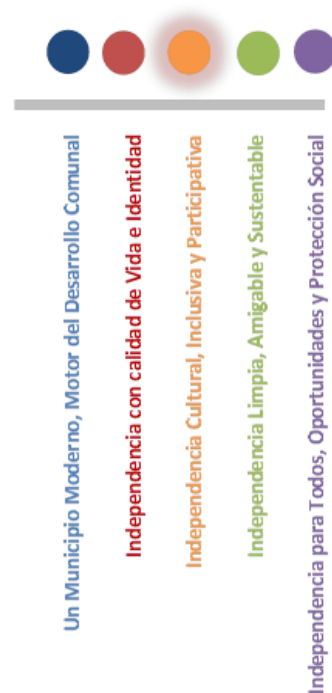 Un Municipio Moderno, Motor del Desarrollo Comunal
Independencia con calidad de Vida e Identidad
Independencia Cultural, Inclusiva y Participativa
Independencia Limpia, Amigable y Sustentable
Independencia para Todos, Oportunidades y Protección Social